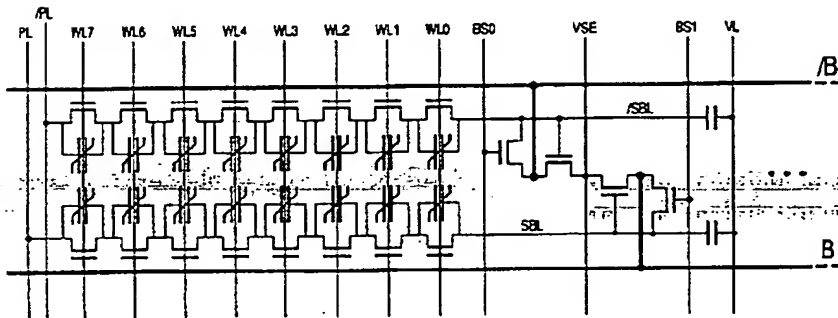 PL /PL WL7 WL6 WL5 WL4 WL3 WL2 WL1 WL0 BS0 VSE BS1 VL
/B
/SBL
SBL
B